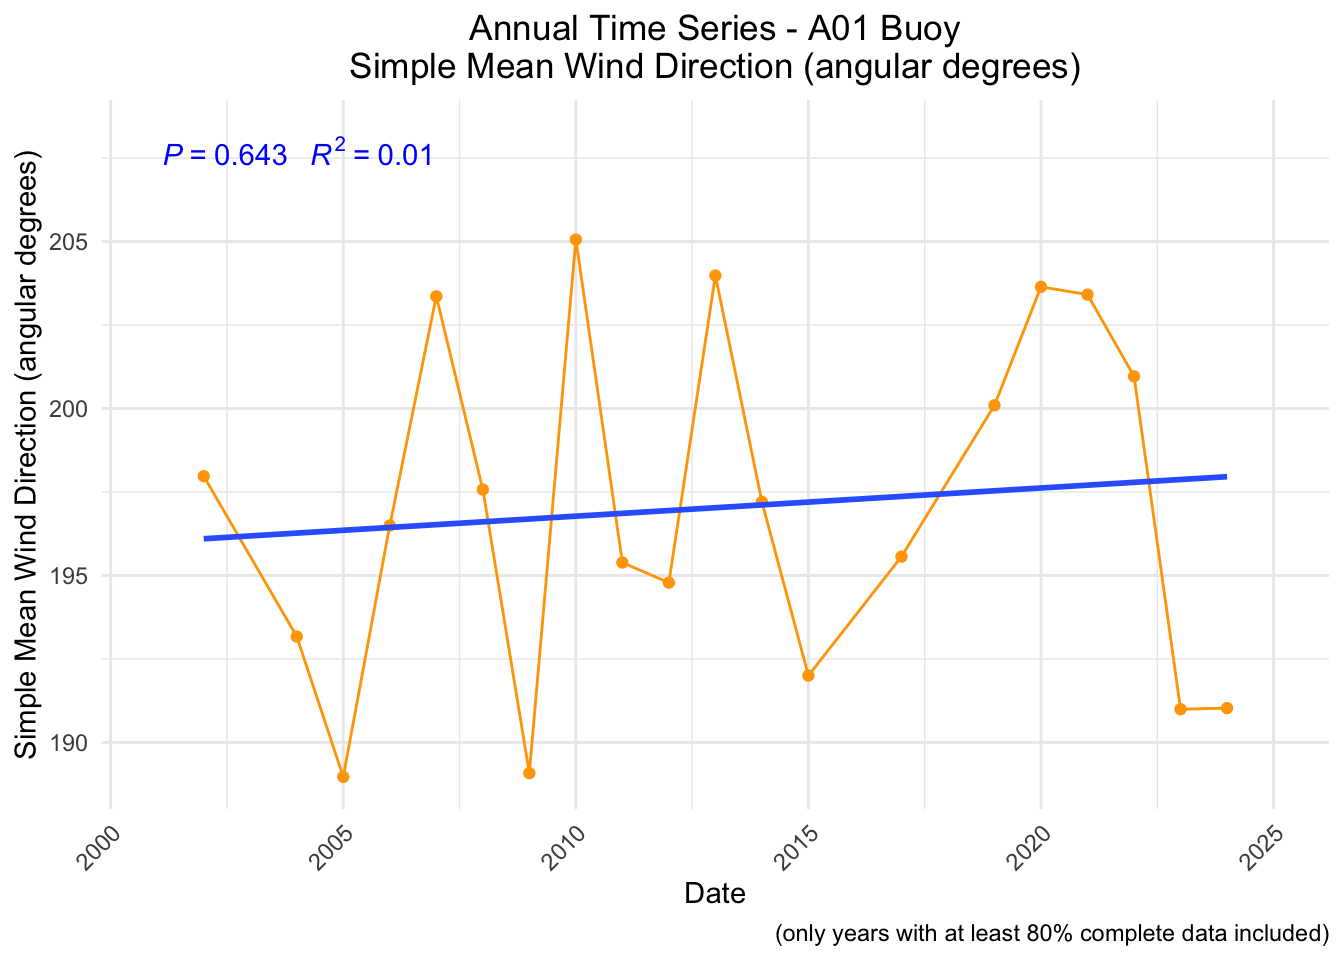 Annual Time Series - A01 Buoy
Simple Mean Wind Direction (angular degrees)
P = 0.643 R² = 0.01
Simple Mean Wind Direction (angular degrees)
205
200
195
190
2000
2005
2010
2015
2020
2025
Date
(only years with at least 80% complete data included)